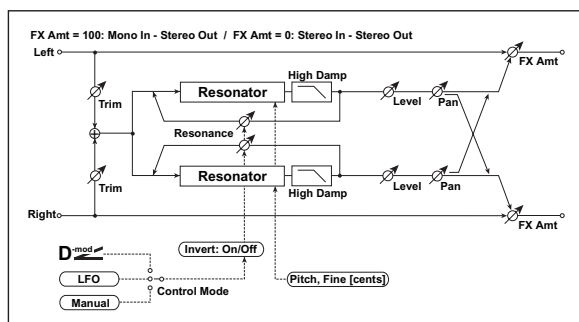 FX Amt = 100: Mono In - Stereo Out / FX Amt = 0: Stereo In - Stereo Out
Left
FX Amt
Trim
Resonator
High Damp
Level
Pan
Resonance
Trim
Resonator
High Damp
Level
Pan
Right
FX Amt
D-mod
Invert: On/Off
LFO
Control Mode
Pitch, Fine [cents]
Manual